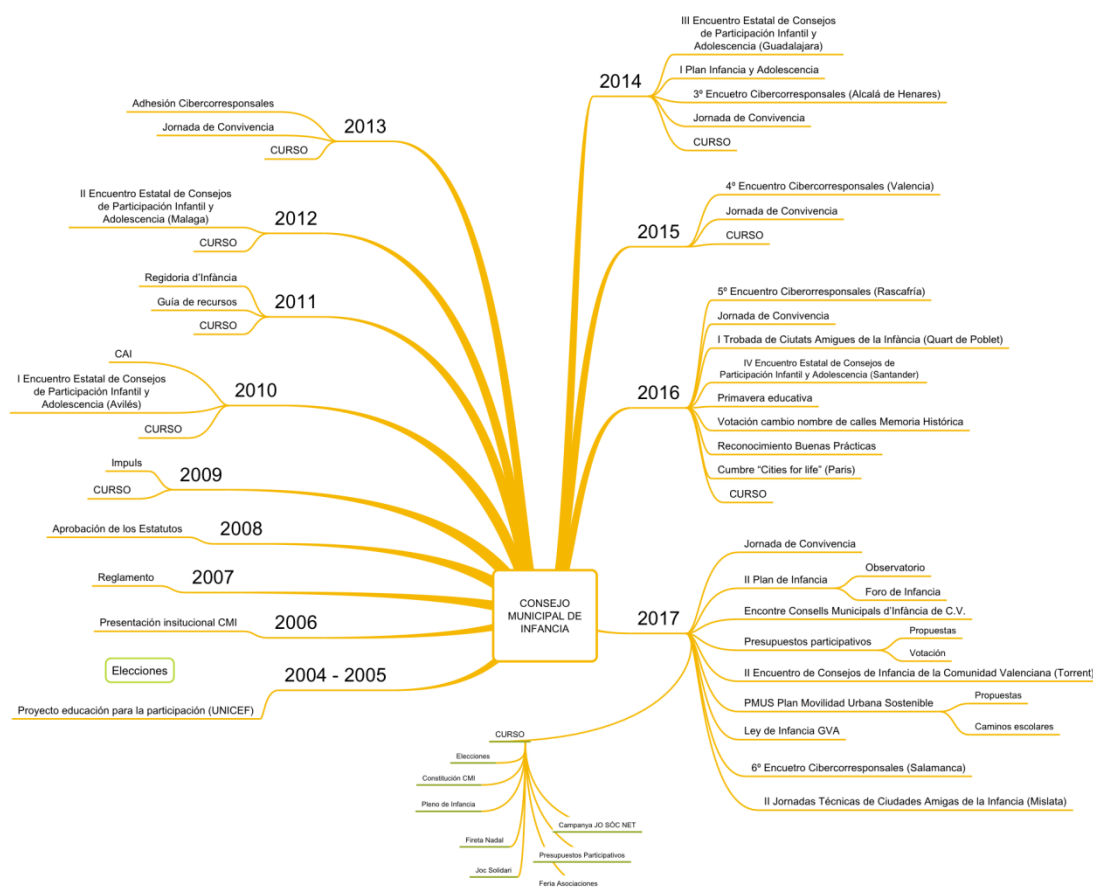 CONSEJO
MUNICIPAL DE
INFANCIA
2004 - 2005
Proyecto educación para la participación (UNICEF)
Elecciones
2006
Presentación insitucional CMI
2007
Reglamento
2008
Aprobación de los Estatutos
2009
Impuls
CURSO
2010
CAI
I Encuentro Estatal de Consejos
de Participación Infantil y
Adolescencia (Avilés)
CURSO
2011
Regidoria d'Infància
Guía de recursos
CURSO
2012
II Encuentro Estatal de Consejos
de Participación Infantil y
Adolescencia (Malaga)
CURSO
2013
Adhesión Cibercorresponsales
Jornada de Convivencia
CURSO
2014
III Encuentro Estatal de Consejos
de Participación Infantil y
Adolescencia (Guadalajara)
I Plan Infancia y Adolescencia
3º Encuetro Cibercorresponsales (Alcalá de Henares)
Jornada de Convivencia
CURSO
2015
4º Encuentro Cibercorresponsales (Valencia)
Jornada de Convivencia
CURSO
2016
5º Encuentro Ciberorresponsales (Rascafría)
Jornada de Convivencia
I Trobada de Ciutats Amigues de la Infància (Quart de Poblet)
IV Encuentro Estatal de Consejos de
Participación Infantil y Adolescencia (Santander)
Primavera educativa
Votación cambio nombre de calles Memoria Histórica
Reconocimiento Buenas Prácticas
Cumbre "Cities for life" (Paris)
CURSO
2017
Jornada de Convivencia
II Plan de Infancia
Observatorio
Foro de Infancia
Encontre Consells Municipals d'Infància de C.V.
Presupuestos participativos
Propuestas
Votación
II Encuentro de Consejos de Infancia de la Comunidad Valenciana (Torrent)
PMUS Plan Movilidad Urbana Sostenible
Propuestas
Caminos escolares
Ley de Infancia GVA
6º Encuetro Cibercorresponsales (Salamanca)
II Jornadas Técnicas de Ciudades Amigas de la Infancia (Mislata)
CURSO
Elecciones
Constitución CMI
Pleno de Infancia
Fireta Nadal
Joc Solidari
Campanya JO SÓC NET
Presupuestos Participativos
Feria Asociaciones